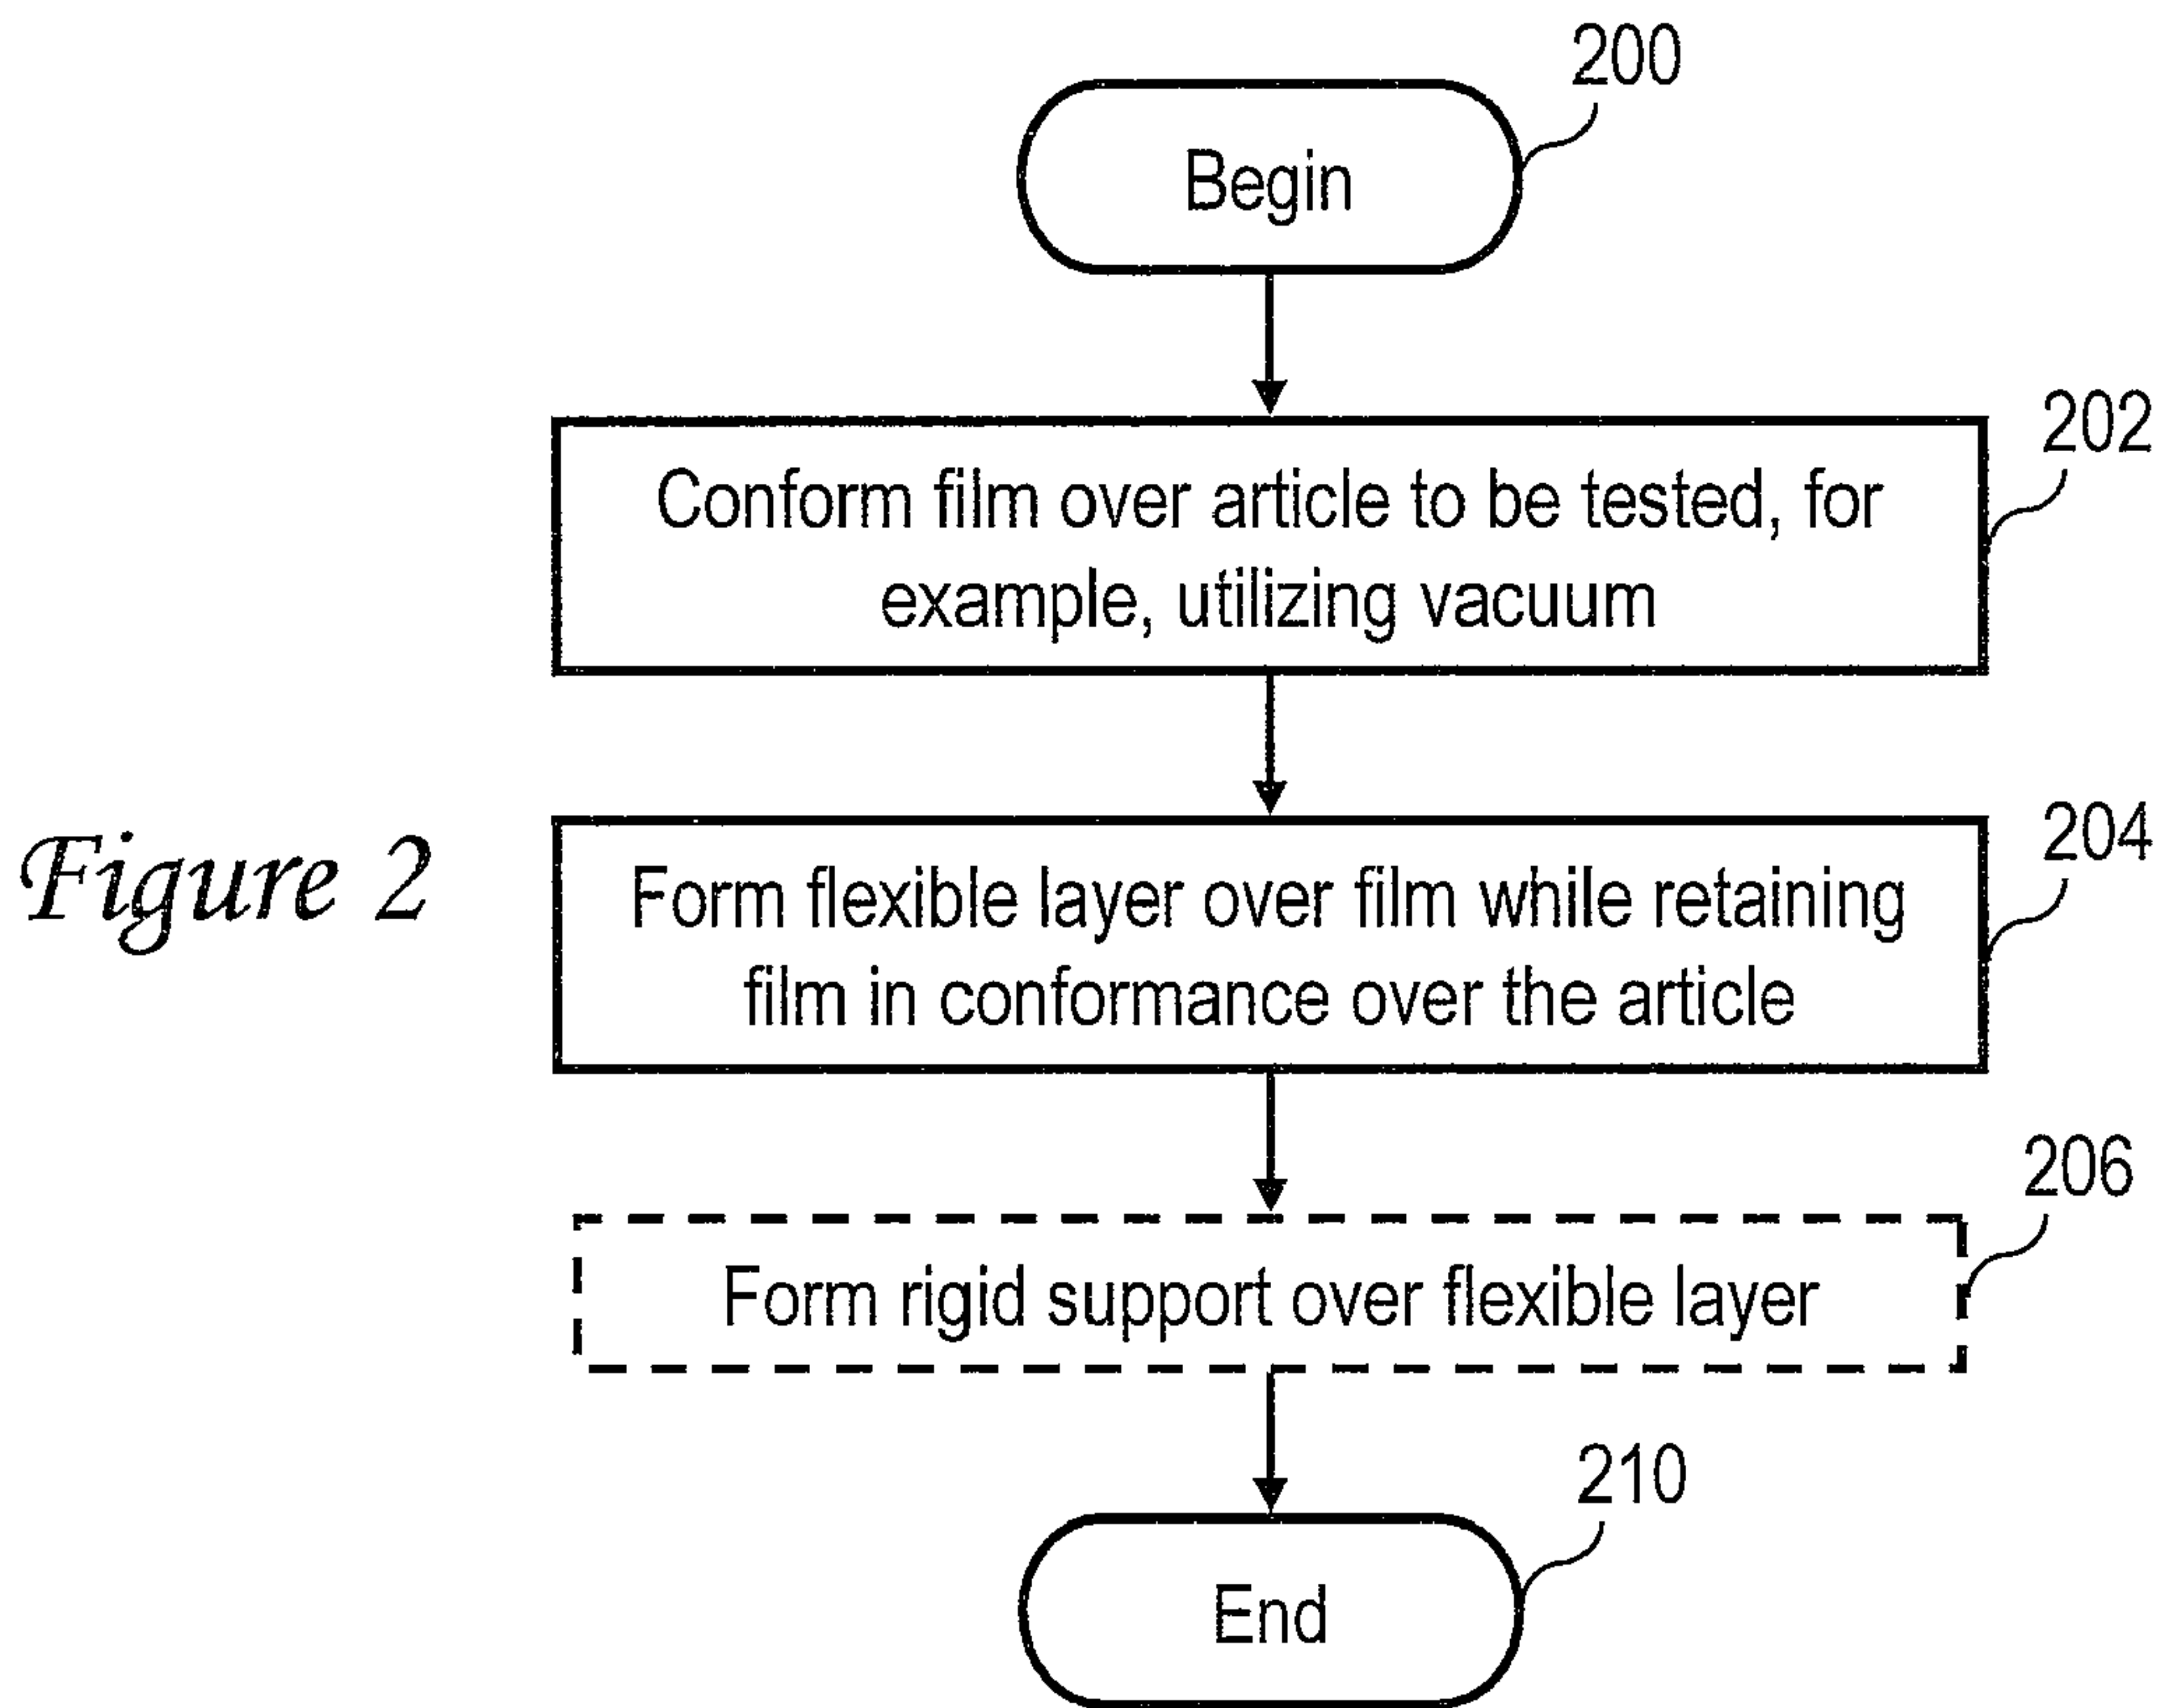 200
Begin
202
Conform film over article to be tested, for
example, utilizing vacuum
Figure 2
204
Form flexible layer over film while retaining
film in conformance over the article
206
Form rigid support over flexible layer
210
End